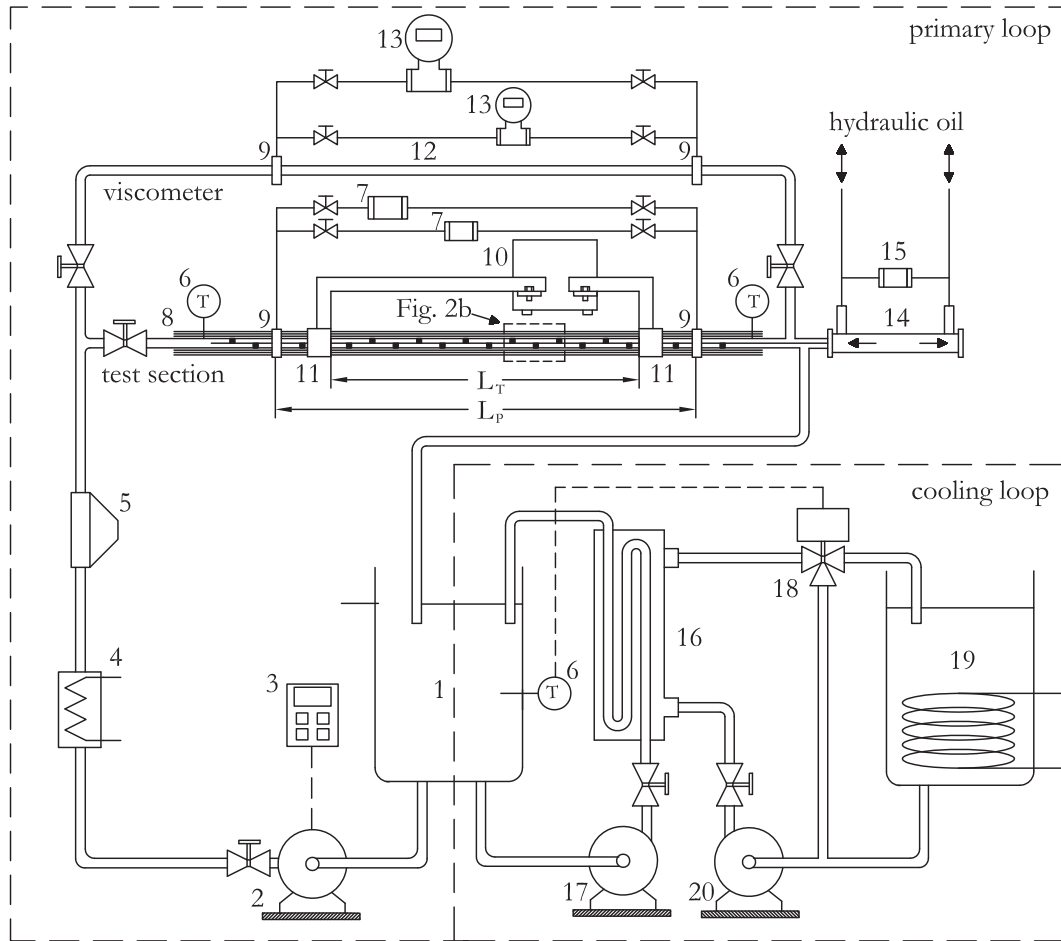 primary loop
13
13
hydraulic oil
9
12
9
viscometer
7
7
10
15
6
T
6
T
8
9
Fig. 2b
9
14
test section
11
11
L_T
L_P
5
cooling loop
18
4
3
1
6
T
16
19
2
17
20